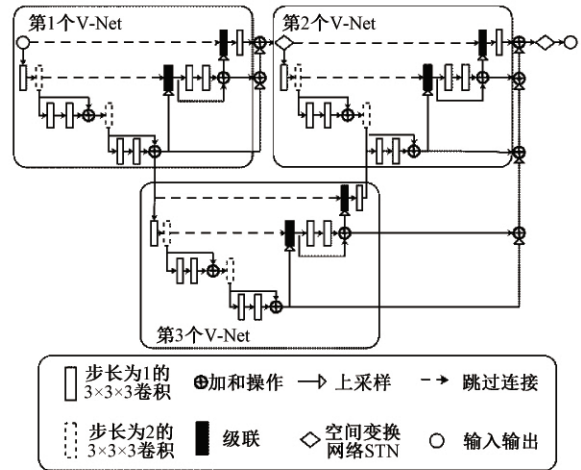 第1个V-Net
第2个V-Net
第3个V-Net
步长为1的
3×3×3卷积
加和操作
上采样
跳过连接
步长为2的
3×3×3卷积
级联
空间变换
网络STN
输入输出